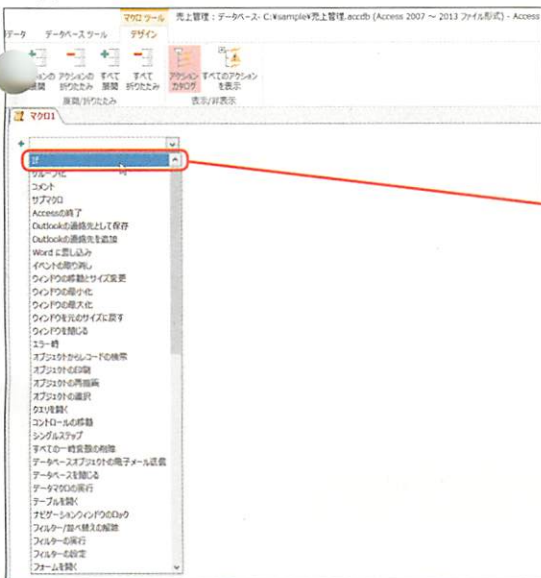 マクロ ツール 売上管理 : データベース- C:¥sample¥売上管理.accdb (Access 2007 ～ 2013 ファイル形式) - Access
データ データベース ツール デザイン
アクションの すべて すべて アクション すべてのアクション
展開 折りたたみ 展開 折りたたみ カタログ を表示
展開/折りたたみ 表示/非表示
マクロ1
If
グループ化
コメント
サブマクロ
Accessの終了
Outlookの連絡先として保存
Outlookの連絡先を追加
Word に差し込み
イベントの取り消し
ウィンドウの移動とサイズ変更
ウィンドウの最小化
ウィンドウの最大化
ウィンドウを元のサイズに戻す
ウィンドウを閉じる
エラー時
オブジェクトからレコードの検索
オブジェクトの印刷
オブジェクトの再描画
オブジェクトの選択
クエリを開く
コントロールの移動
シングルステップ
すべての一時変数の削除
データベースオブジェクトの電子メール送信
データベースを閉じる
データマクロの実行
テーブルを開く
ナビゲーションウィンドウのロック
フィルター/並べ替えの解除
フィルターの実行
フィルターの設定
フォームを開く